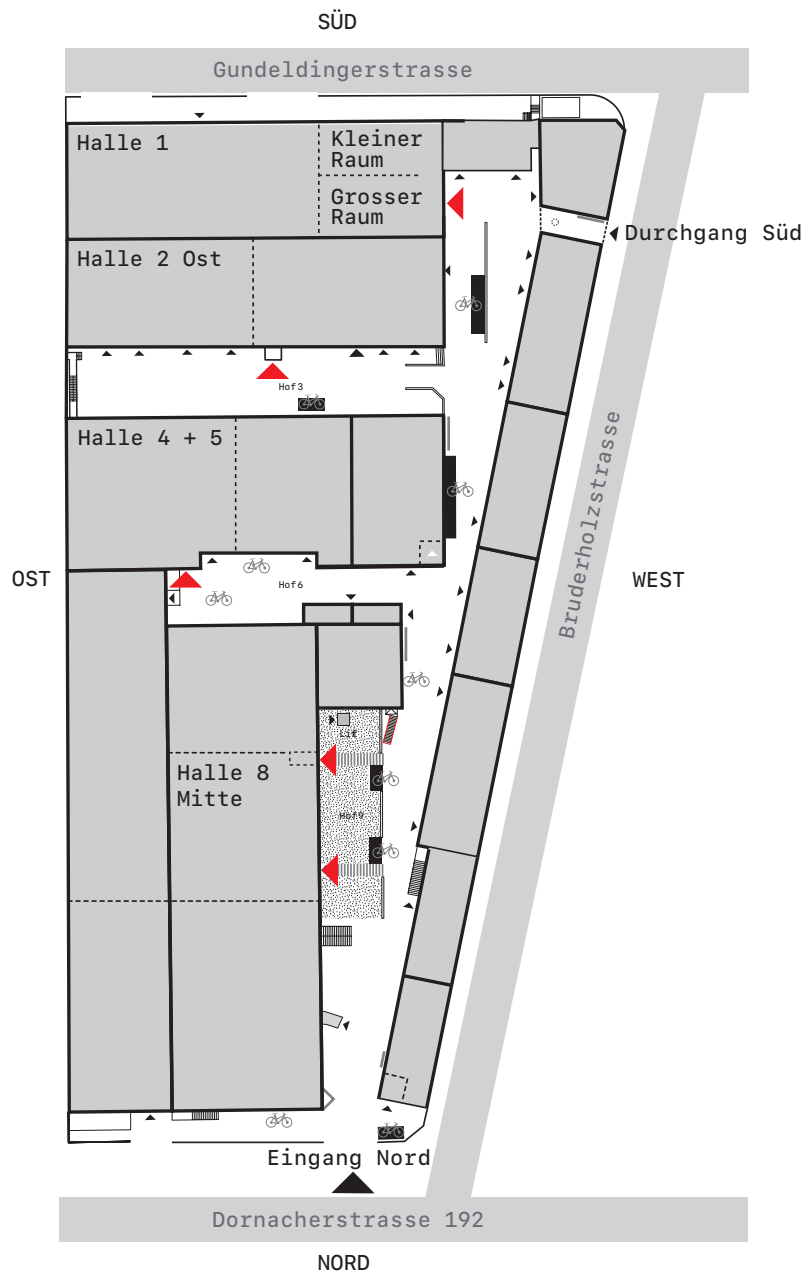 SÜD
Gundeldingerstrasse
Halle 1
Kleiner
Raum
Grosser
Raum
Durchgang Süd
Halle 2 Ost
Hof3
Halle 4 + 5
Bruderholzstrasse
OST
WEST
Hof6
Lift
Halle 8
Mitte
Hof9
Eingang Nord
Dornacherstrasse 192
NORD